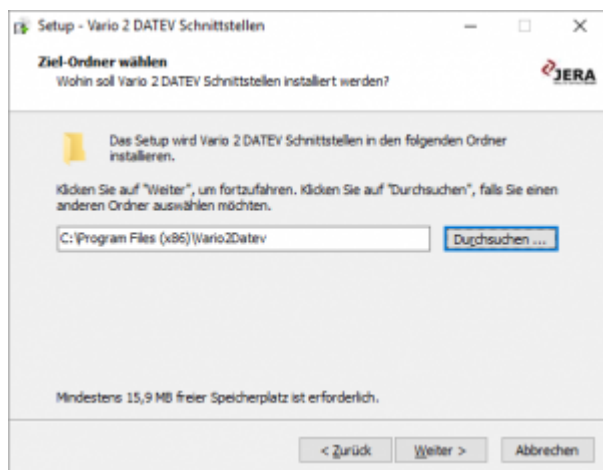 Setup - Vario 2 DATEV Schnittstellen
Ziel-Ordner wählen
Wohin soll Vario 2 DATEV Schnittstellen installiert werden?
JERA
Das Setup wird Vario 2 DATEV Schnittstellen in den folgenden Ordner
installieren.
Klicken Sie auf "Weiter", um fortzufahren. Klicken Sie auf "Durchsuchen", falls Sie einen
anderen Ordner auswählen möchten.
C:\Program Files (x86)\Vario2Datev
Durchsuchen ...
Mindestens 15,9 MB freier Speicherplatz ist erforderlich.
< Zurück
Weiter >
Abbrechen